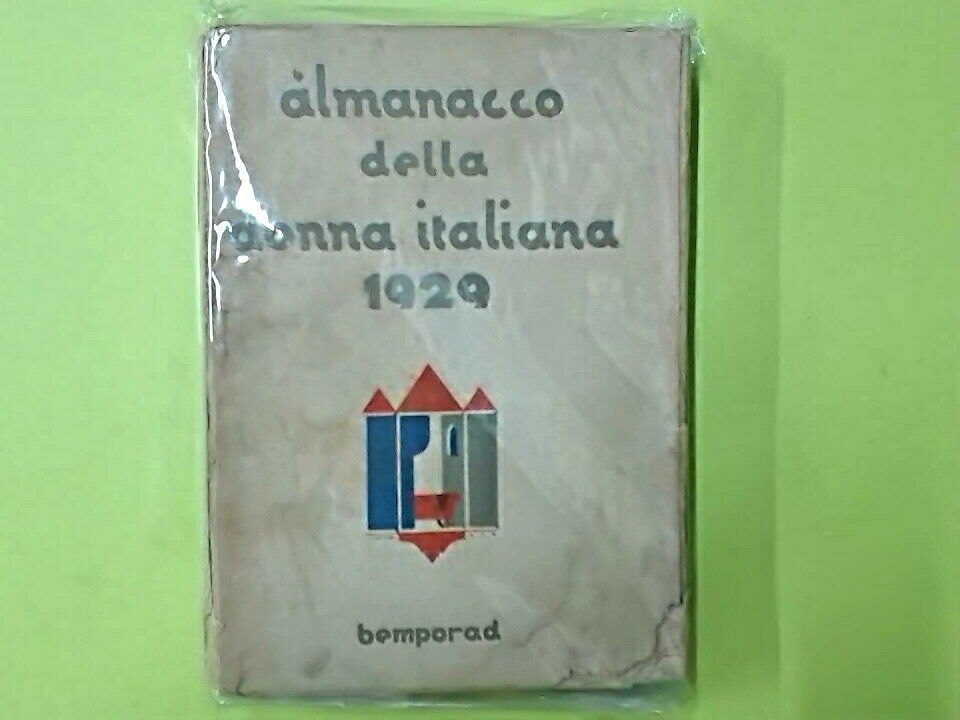 àlmanacco
della
donna italiana
1929
bemporad